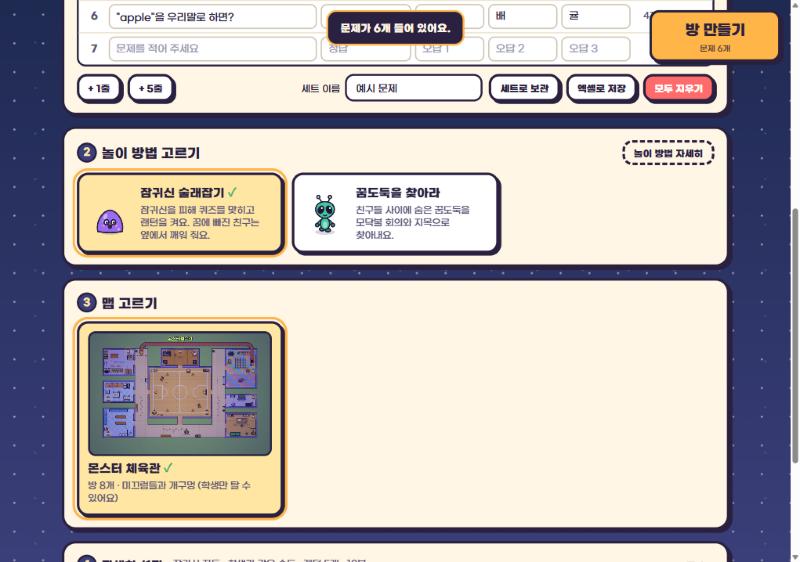 6 "apple"을 우리말로 하면? 배 귤
문제가 6개 들어 있어요.
방 만들기
문제 6개
7 문제를 적어 주세요 정답 오답 1 오답 2 오답 3
+ 1줄 + 5줄 세트 이름 예시 문제 세트로 보관 엑셀로 저장 모두 지우기
2 놀이 방법 고르기 놀이 방법 자세히
잠귀신 술래잡기 ✓
잠귀신을 피해 퀴즈를 맞히고
랜턴을 켜요. 꿈에 빠진 친구는
옆에서 깨워 줘요.
꿈도둑을 찾아라
친구들 사이에 숨은 꿈도둑을
모닥불 회의와 지목으로
찾아내요.
3 맵 고르기
몬스터 체육관 ✓
방 8개 · 미끄럼틀과 개구멍 (학생만 탈 수
있어요)